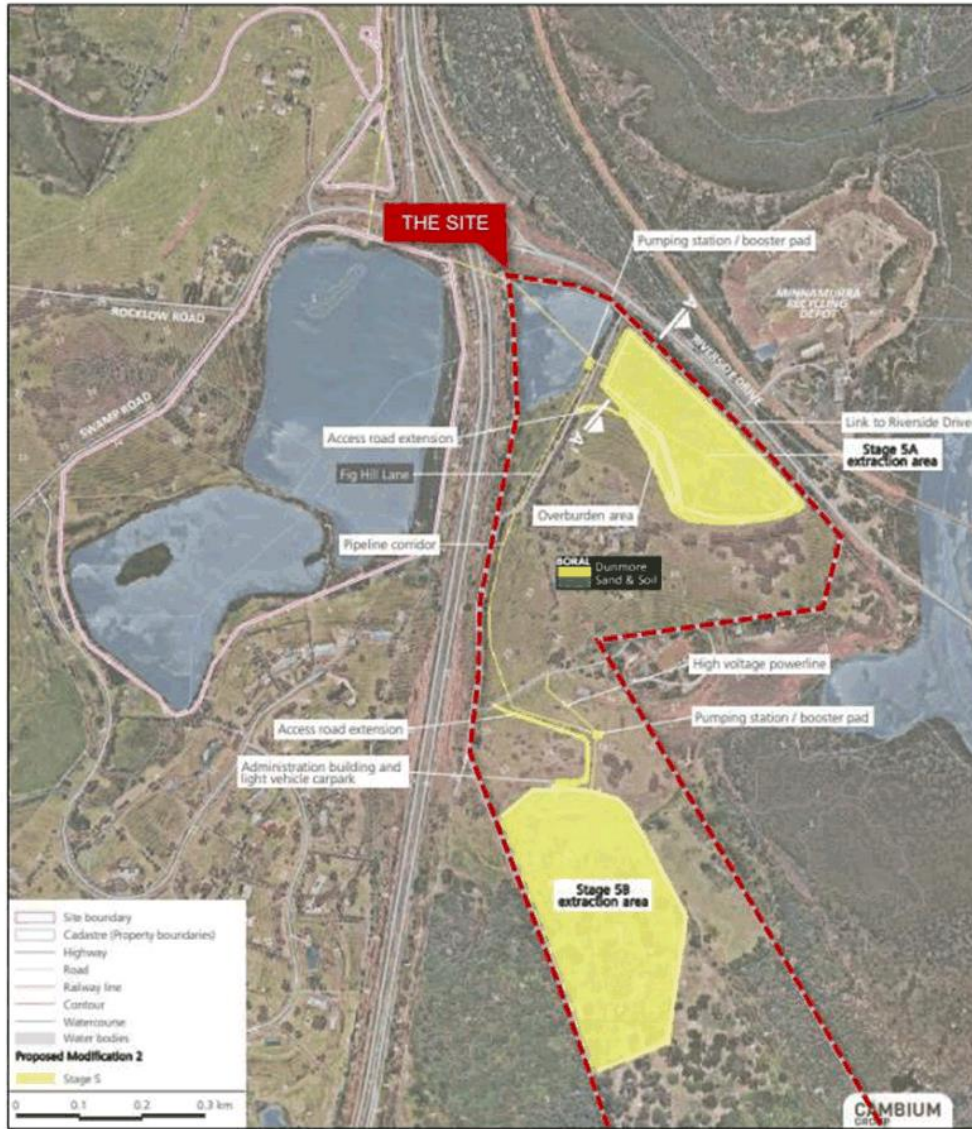 THE SITE
Pumping station / booster pad
MINNAMURRA
RECYCLING
DEPOT
ROCKLOW ROAD
SWAMP ROAD
A
RIVERSIDE DRIVE
Access road extension
A
Link to Riverside Drive
Stage 5A
extraction area
Fig Hill Lane
Overburden area
Pipeline corridor
BORAL
Dunmore
Sand & Soil
High voltage powerline
Access road extension
Pumping station / booster pad
Administration building and
light vehicle carpark
Stage 5B
extraction area
Site boundary
Cadastre (Property boundaries)
Highway
Road
Railway line
Contour
Watercourse
Water bodies
Proposed Modification 2
Stage 5
0 0.1 0.2 0.3 km
CAMBIUM
GROUP